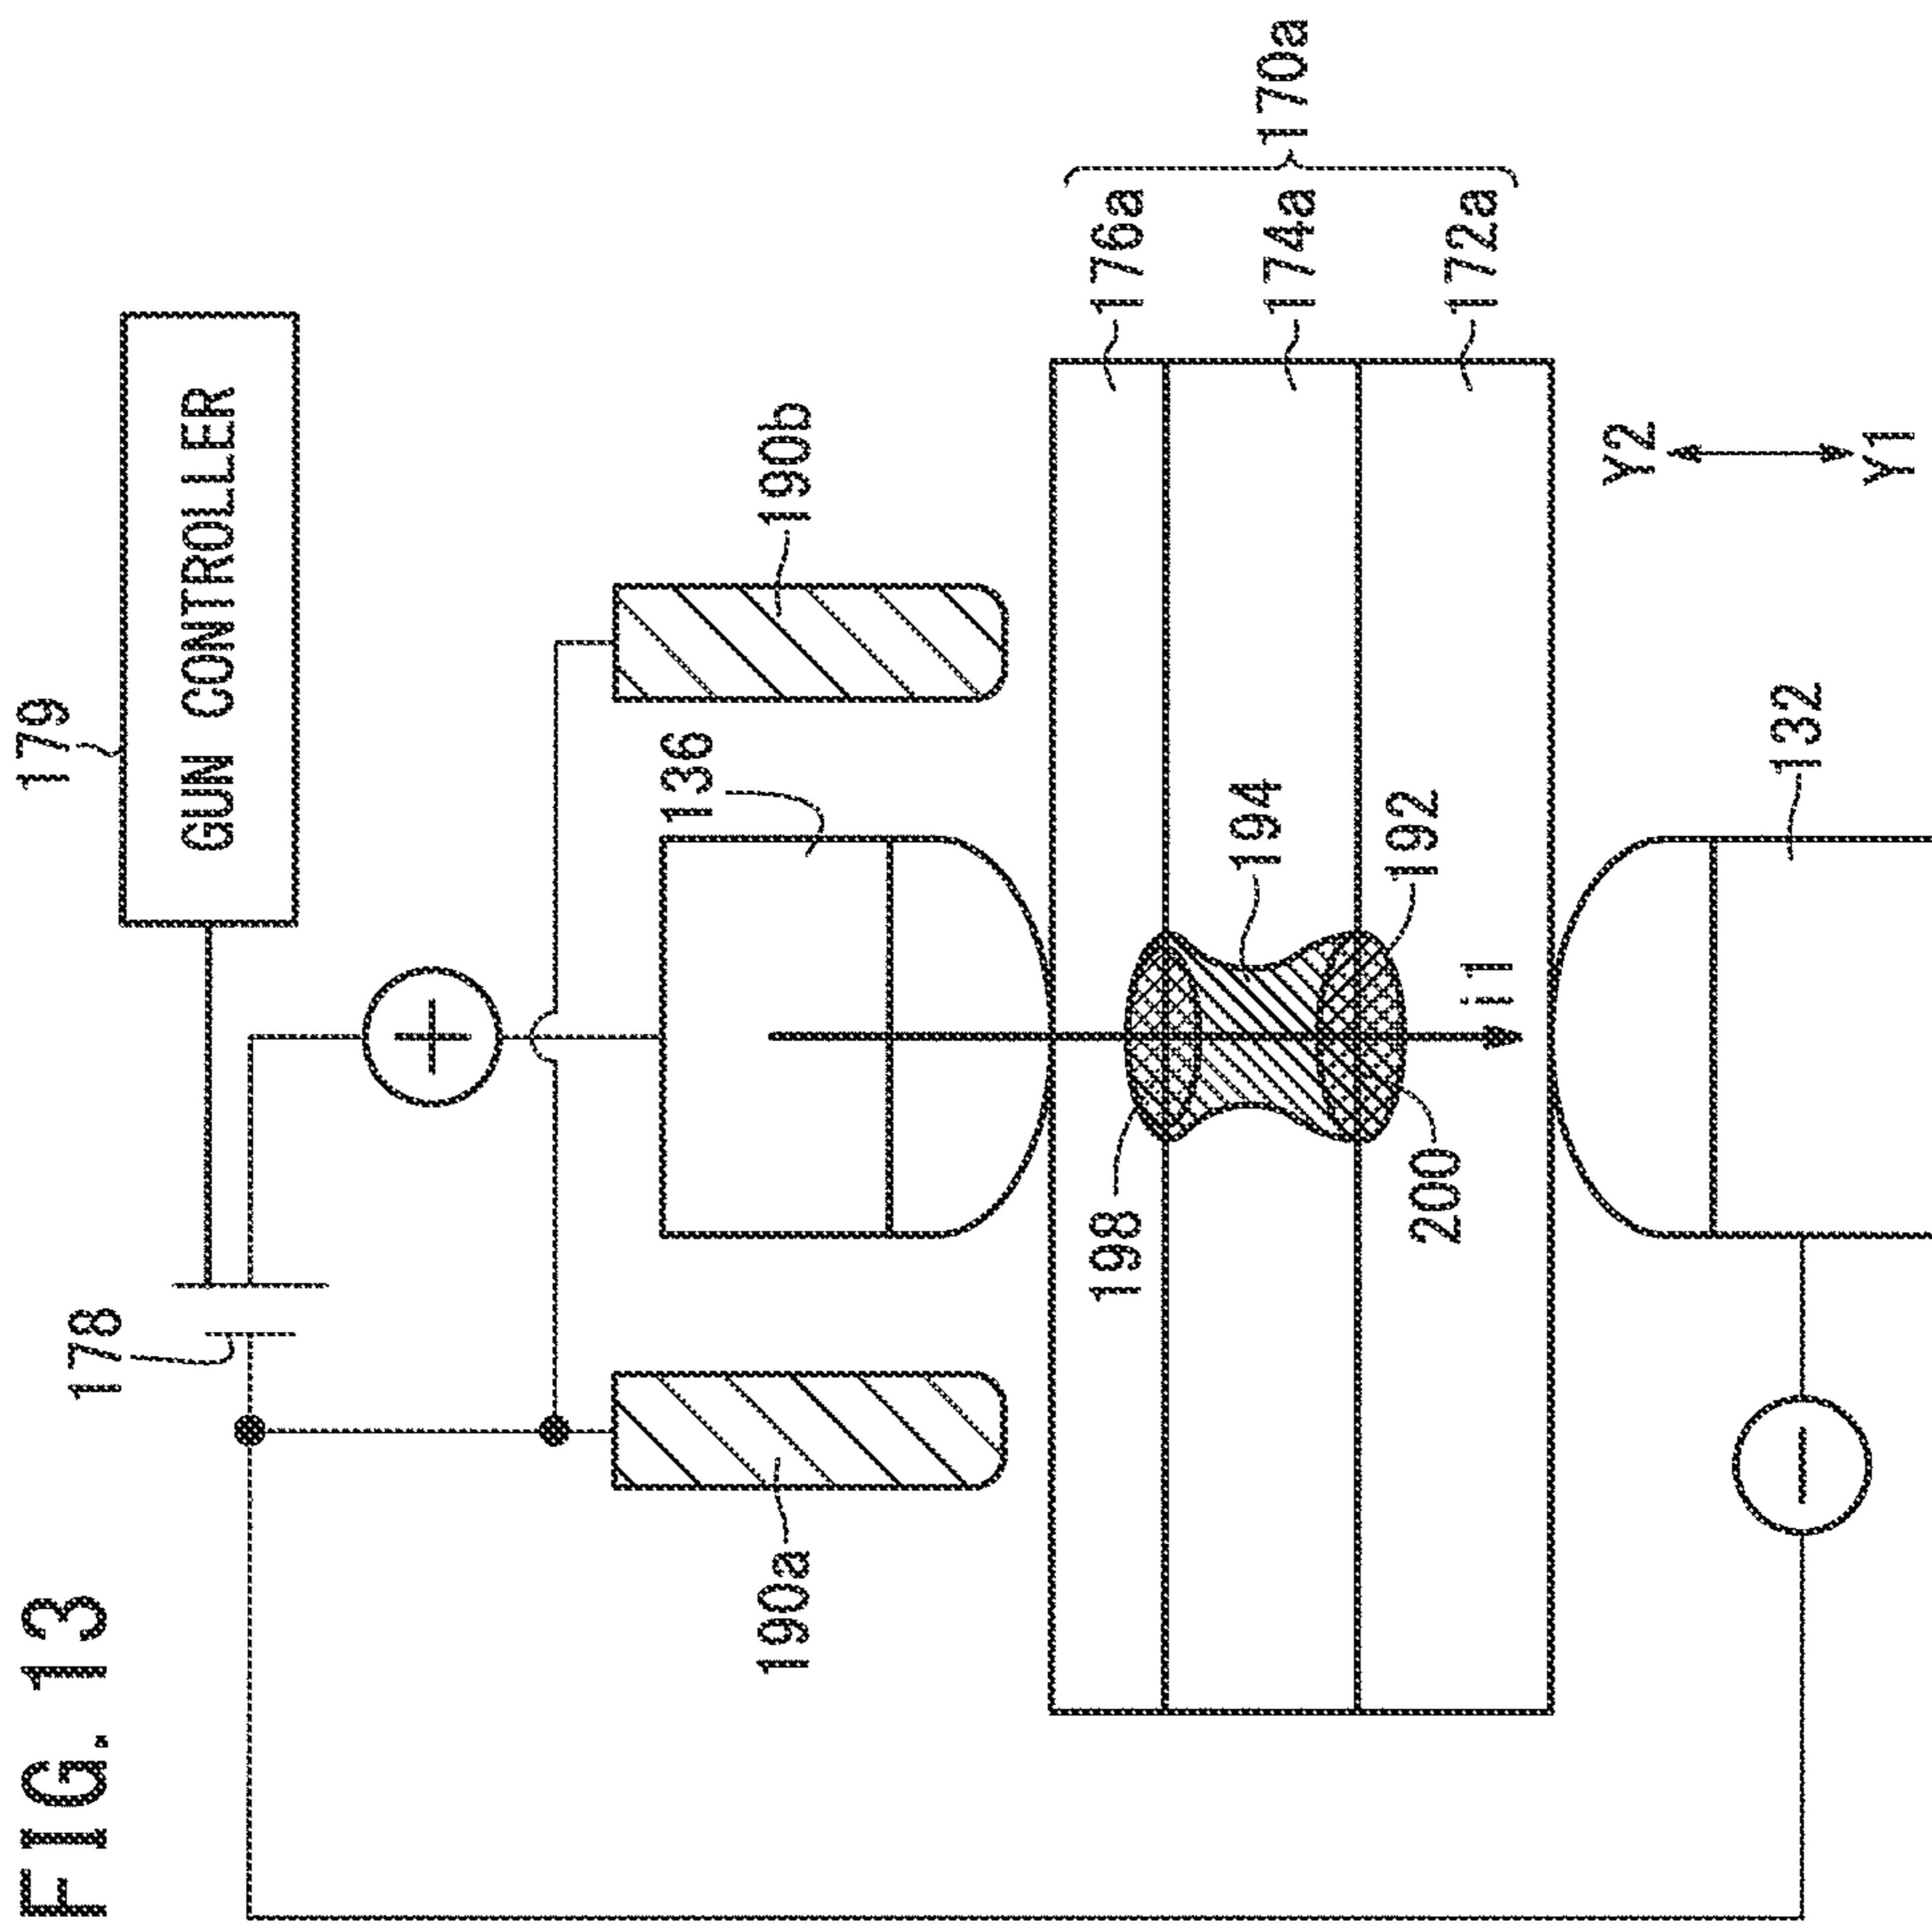 FIG. 13
179
GUN CONTROLLER
178
+
190a
136
190b
198
194
200
192
i1
176a
174a
172a
170a
Y2
Y1
132
−